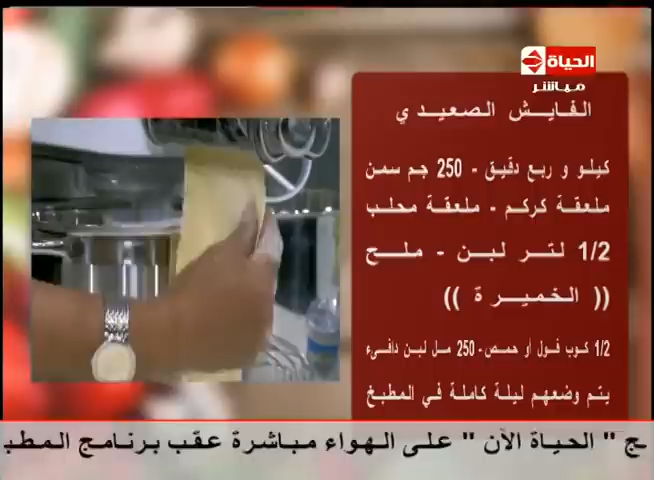 الحياة
مباشر
الفايش الصعيدي
كيلو و ربع دقيق - 250 جم سمن
ملعقة كركم - ملعقة محلب
1/2 لتر لبن - ملح
(( الخميرة ))
1/2 كوب فول أو حمص - 250 مل لبن دافىء
يتم وضعهم ليلة كاملة في المطبخ
ج " الحياة الآن " على الهواء مباشرة عقب برنامج المطب